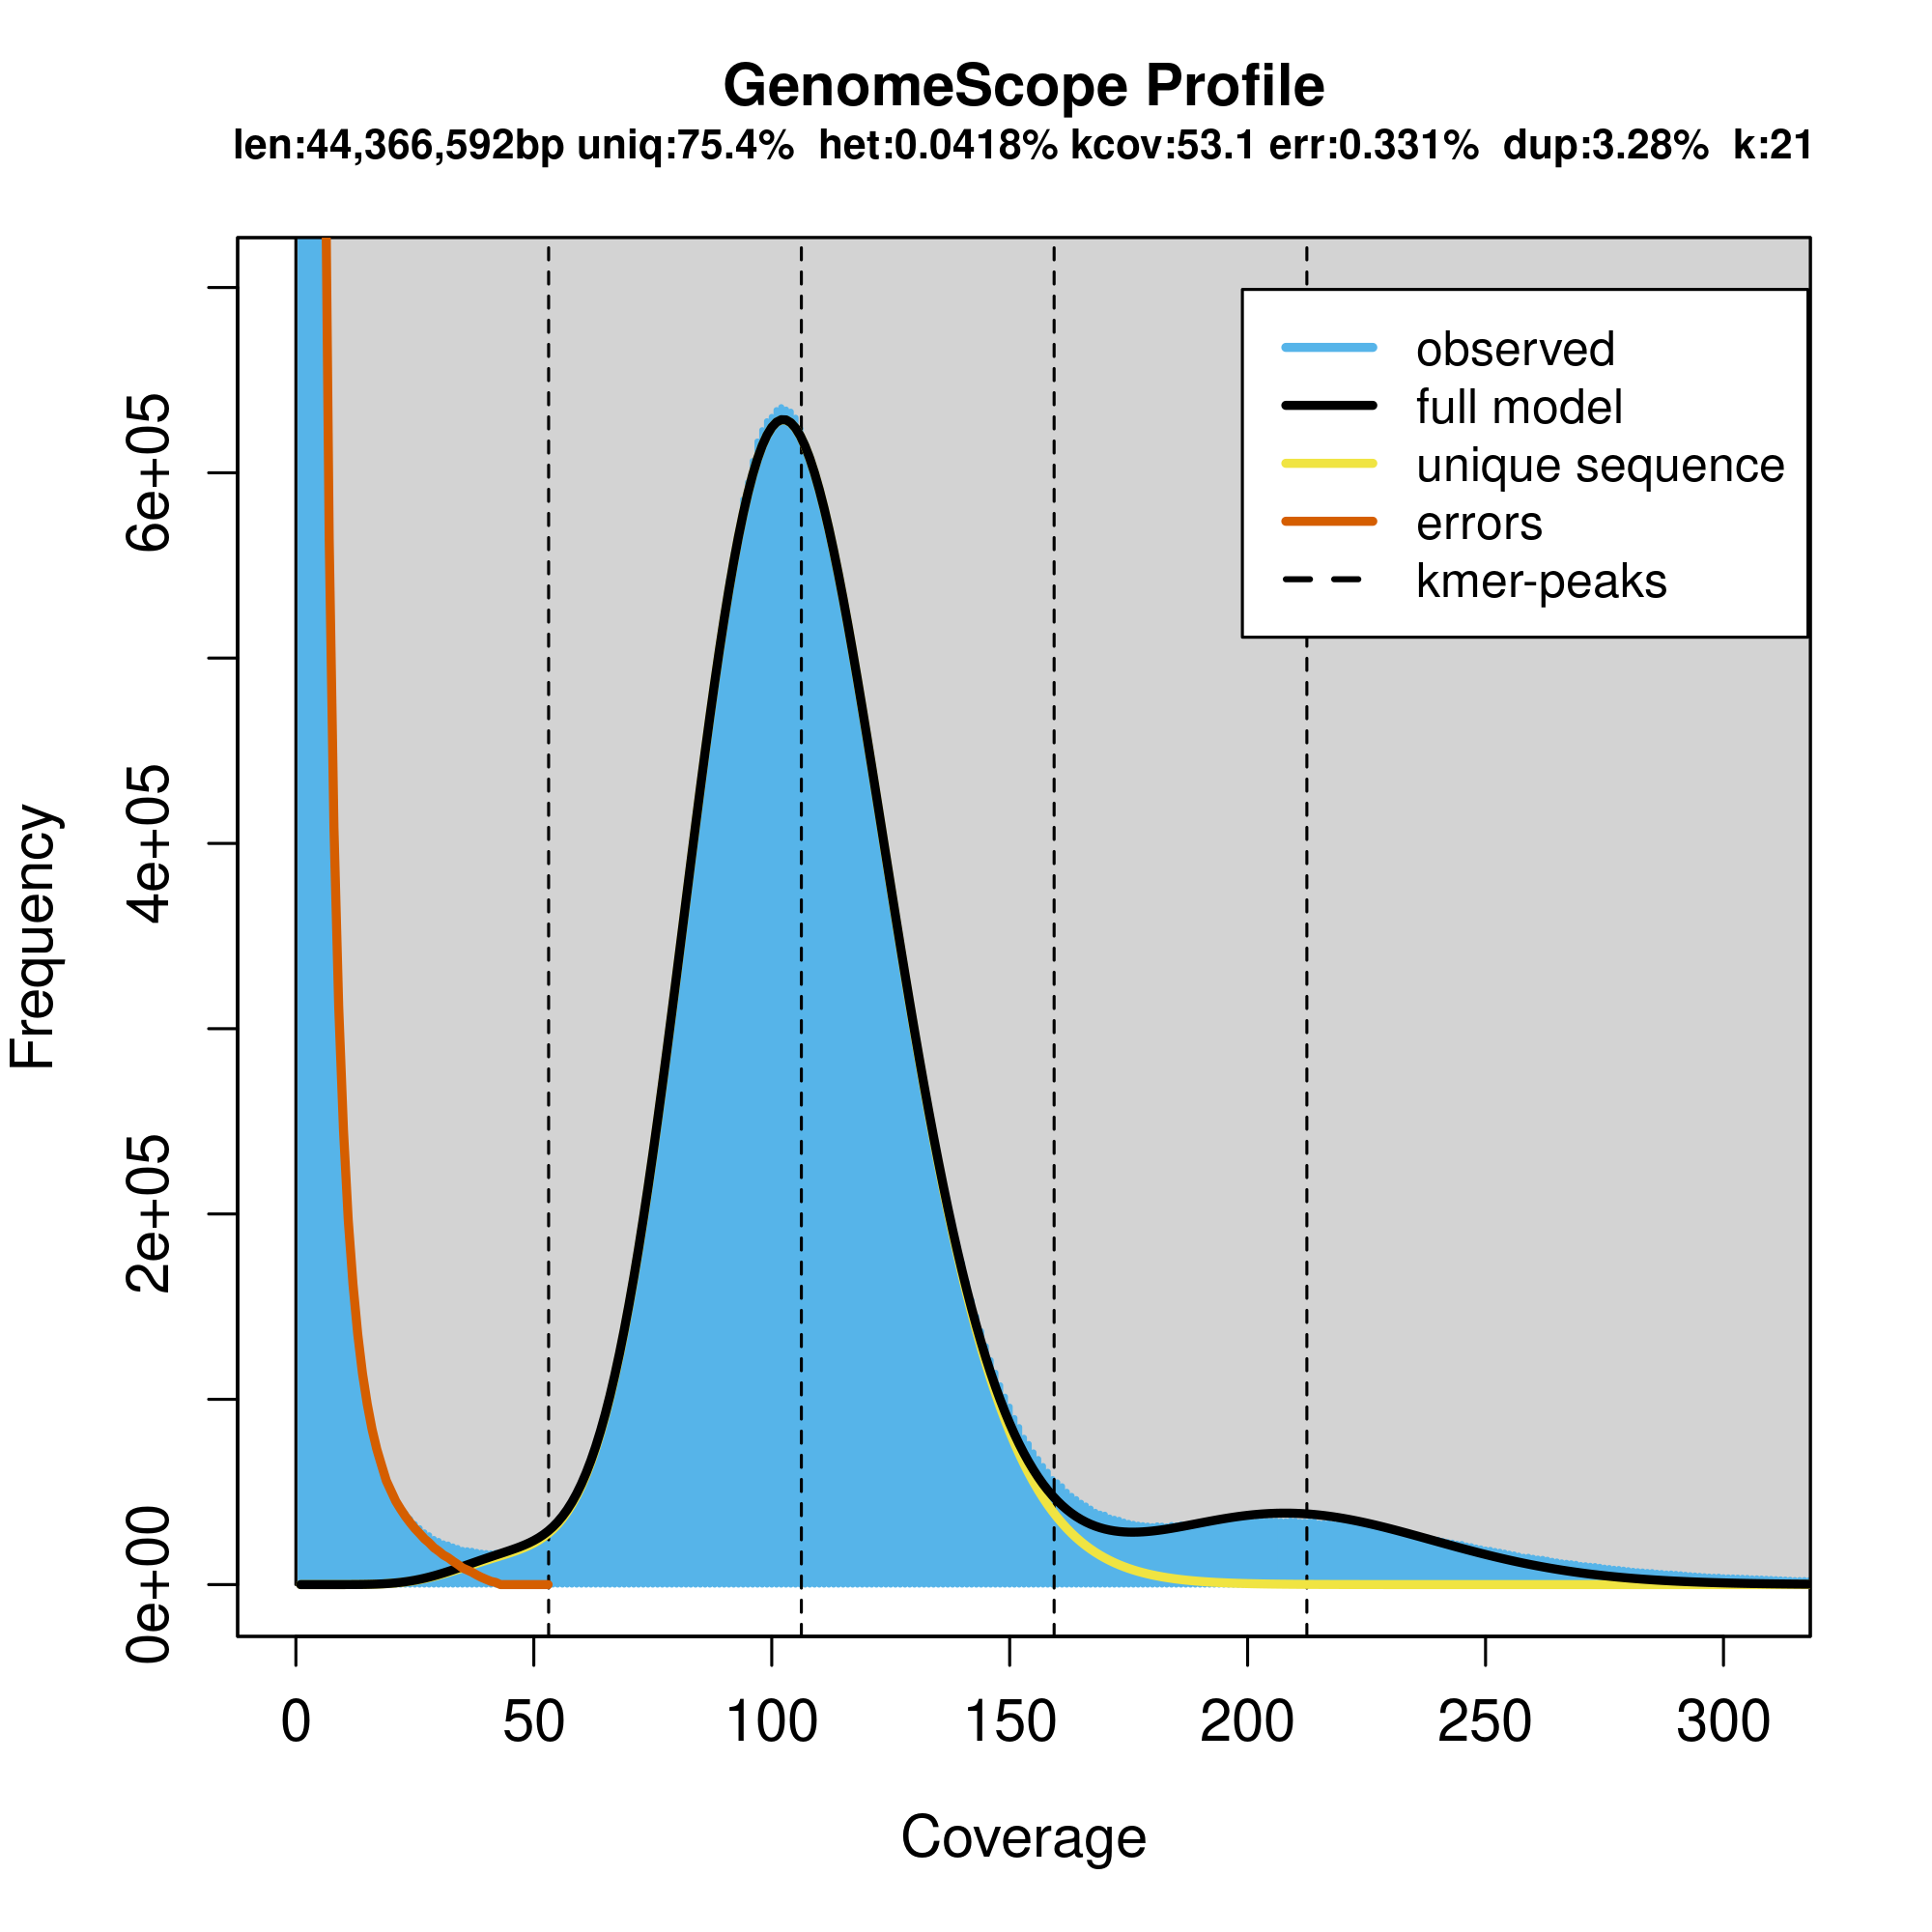 GenomeScope Profile
len:44,366,592bp uniq:75.4% het:0.0418% kcov:53.1 err:0.331% dup:3.28% k:21
observed
full model
unique sequence
errors
kmer-peaks
Frequency
6e+05
4e+05
2e+05
0e+00
0 50 100 150 200 250 300
Coverage